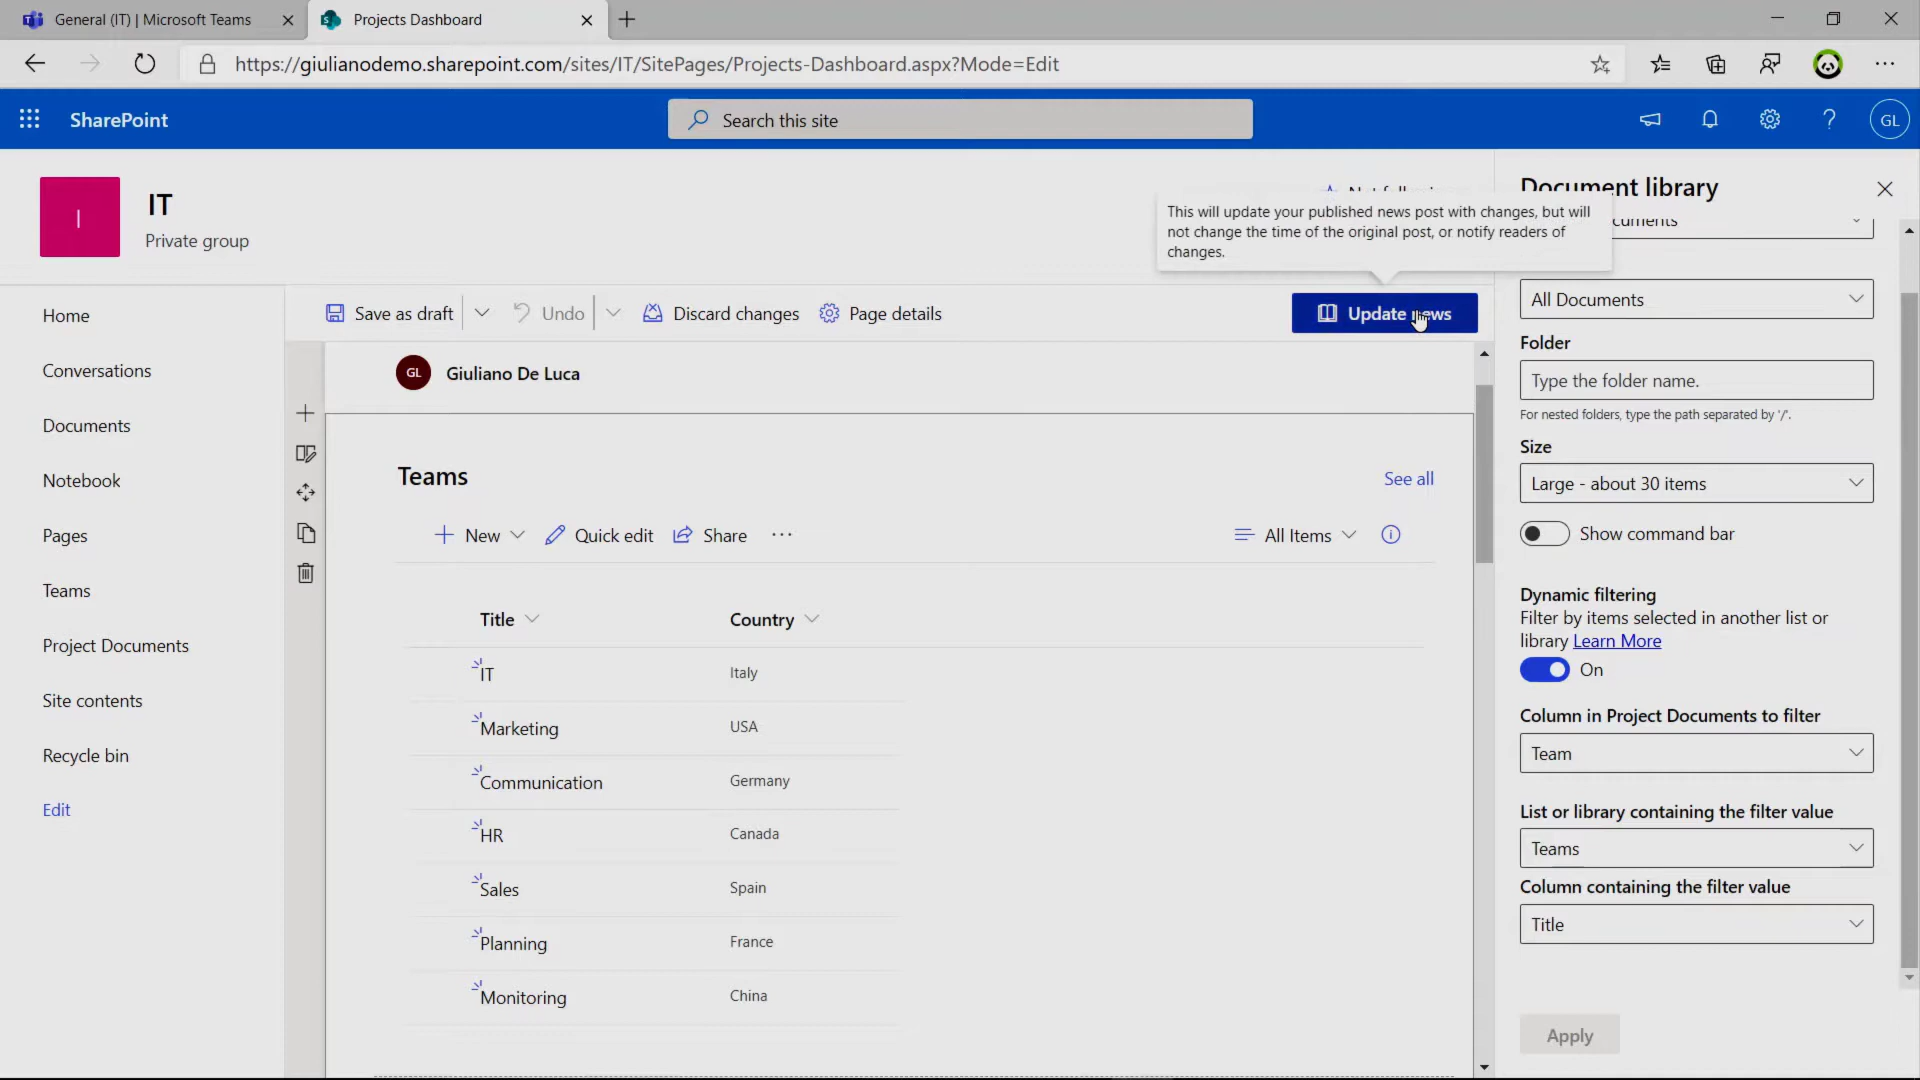 General (IT) | Microsoft Teams
Projects Dashboard
https://giulianodemo.sharepoint.com/sites/IT/SitePages/Projects-Dashboard.aspx?Mode=Edit
SharePoint
Search this site
GL
I
IT
Private group
This will update your published news post with changes, but will
not change the time of the original post, or notify readers of
changes.
Save as draft
Undo
Discard changes
Page details
Update news
Home
Conversations
Documents
Notebook
Pages
Teams
Project Documents
Site contents
Recycle bin
Edit
GL
Giuliano De Luca
Teams
See all
New
Quick edit
Share
All Items
Title
Country
IT
Italy
Marketing
USA
Communication
Germany
HR
Canada
Sales
Spain
Planning
France
Monitoring
China
Document library
All Documents
Folder
Type the folder name.
For nested folders, type the path separated by '/'.
Size
Large - about 30 items
Show command bar
Dynamic filtering
Filter by items selected in another list or
library Learn More
On
Column in Project Documents to filter
Team
List or library containing the filter value
Teams
Column containing the filter value
Title
Apply